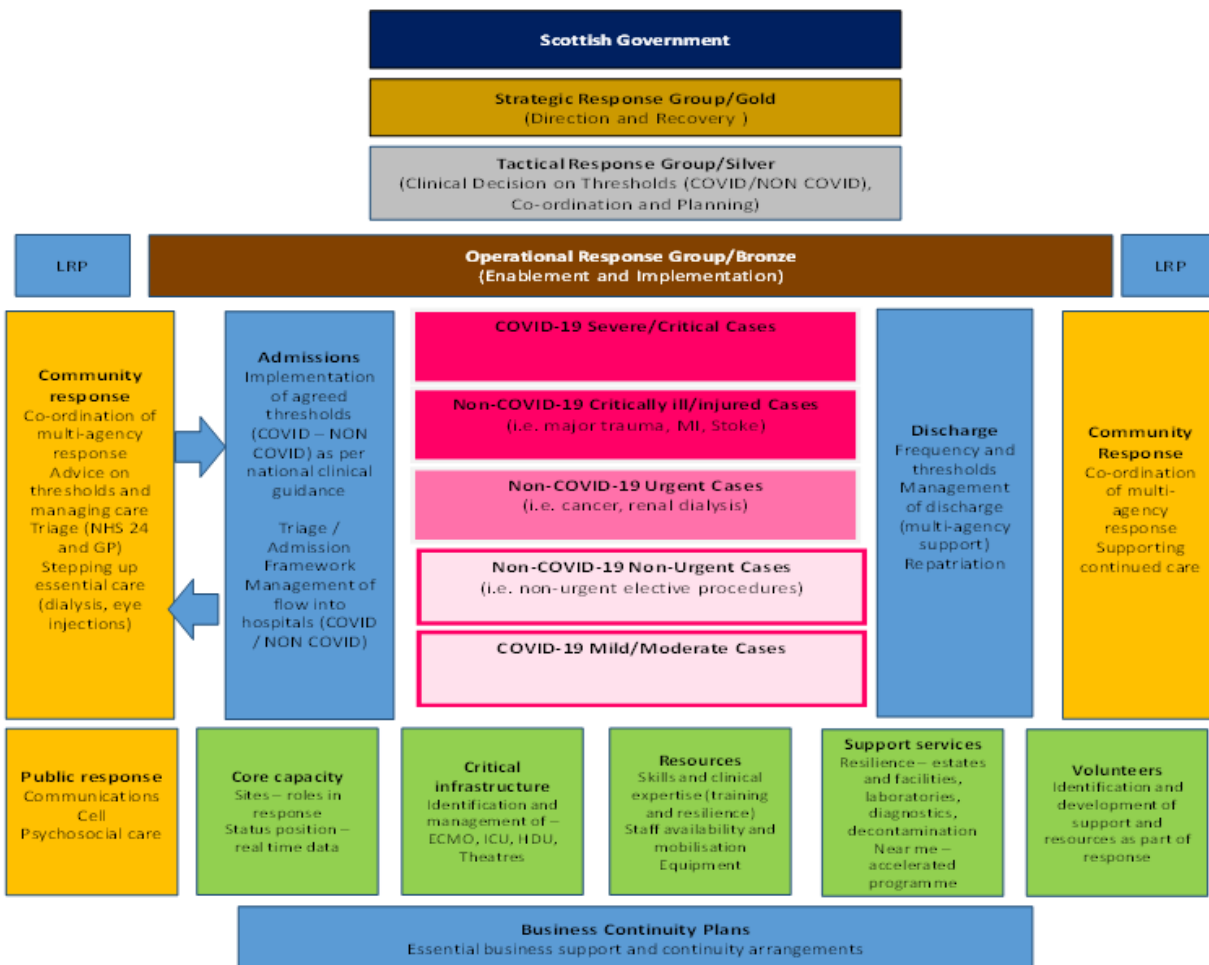 Scottish Government
Strategic Response Group/Gold
(Direction and Recovery )
Tactical Response Group/Silver
(Clinical Decision on Thresholds (COVID/NON COVID),
Co-ordination and Planning)
LRP
Operational Response Group/Bronze
(Enablement and Implementation)
LRP
Community
response
Co-ordination of
multi-agency
response
Advice on
thresholds and
managing care
Triage (NHS 24
and GP)
Stepping up
essential care
(dialysis, eye
injections)
Admissions
Implementation
of agreed
thresholds
(COVID – NON
COVID) as per
national clinical
guidance
Triage /
Admission
Framework
Management of
flow into
hospitals (COVID
/ NON COVID)
COVID-19 Severe/Critical Cases
Non-COVID-19 Critically ill/injured Cases
(i.e. major trauma, MI, Stoke)
Non-COVID-19 Urgent Cases
(i.e. cancer, renal dialysis)
Non-COVID-19 Non-Urgent Cases
(i.e. non-urgent elective procedures)
COVID-19 Mild/Moderate Cases
Discharge
Frequency and
thresholds
Management
of discharge
(multi-agency
support)
Repatriation
Community
Response
Co-ordination
of multi-
agency
response
Supporting
continued care
Public response
Communications
Cell
Psychosocial care
Core capacity
Sites – roles in
response
Status position –
real time data
Critical
infrastructure
Identification and
management of –
ECMO, ICU, HDU,
Theatres
Resources
Skills and clinical
expertise (training
and resilience)
Staff availability and
mobilisation
Equipment
Support services
Resilience – estates
and facilities,
laboratories,
diagnostics,
decontamination
Near me –
accelerated
programme
Volunteers
Identification and
development of
support and
resources as part of
response
Business Continuity Plans
Essential business support and continuity arrangements